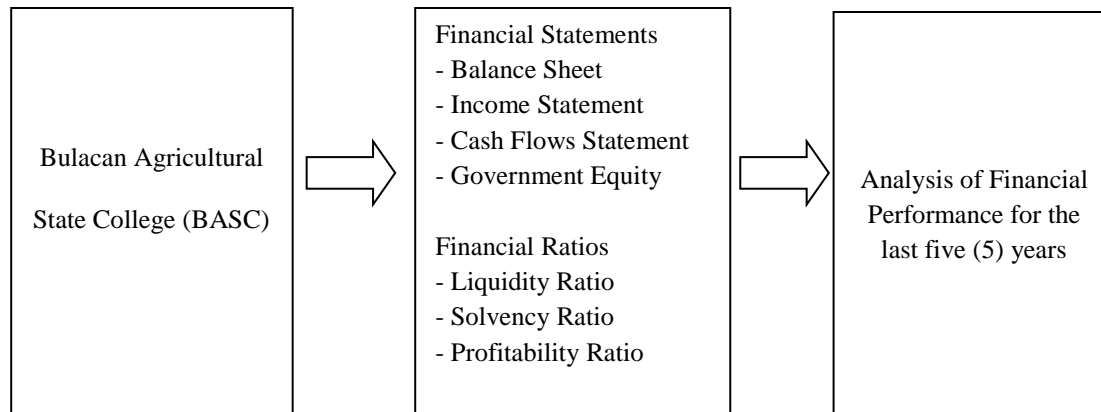 Bulacan Agricultural
State College (BASC)
Financial Statements
- Balance Sheet
- Income Statement
- Cash Flows Statement
- Government Equity
Financial Ratios
- Liquidity Ratio
- Solvency Ratio
- Profitability Ratio
Analysis of Financial
Performance for the
last five (5) years